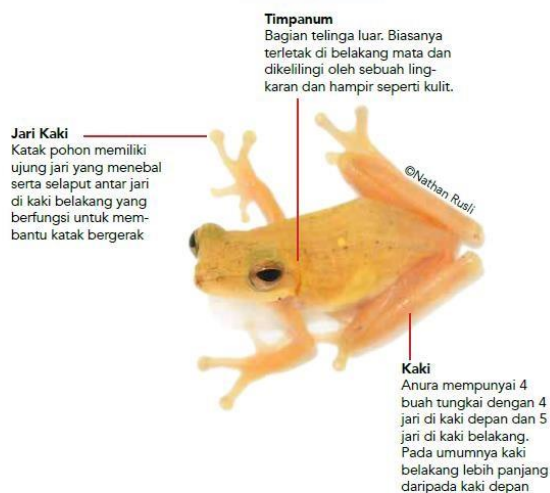 Timpanum
Bagian telinga luar. Biasanya
terletak di belakang mata dan
dikelilingi oleh sebuah ling-
karan dan hampir seperti kulit.
Jari Kaki
Katak pohon memiliki
ujung jari yang menebal
serta selaput antar jari
di kaki belakang yang
berfungsi untuk mem-
bantu katak bergerak
©Nathan Rusli
Kaki
Anura mempunyai 4
buah tungkai dengan 4
jari di kaki depan dan 5
jari di kaki belakang.
Pada umumnya kaki
belakang lebih panjang
daripada kaki depan